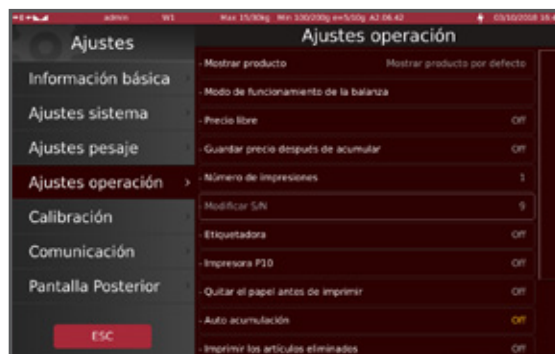 admin W1 Max 15/30kg Min 100/200g e=5/10g A2.06.42 03/10/2018
Ajustes
Ajustes operación
Información básica
Ajustes sistema
Ajustes pesaje
Ajustes operación >
Calibración
Comunicación
Pantalla Posterior
ESC
- Mostrar producto Mostrar producto por defecto
- Modo de funcionamiento de la balanza
- Precio libre Off
- Guardar precio después de acumular Off
- Número de impresiones 1
- Modificar S/N 9
- Etiquetadora Off
- Impresora P10 Off
- Quitar el papel antes de imprimir Off
- Auto acumulación Off
- Imprimir los artículos eliminados Off